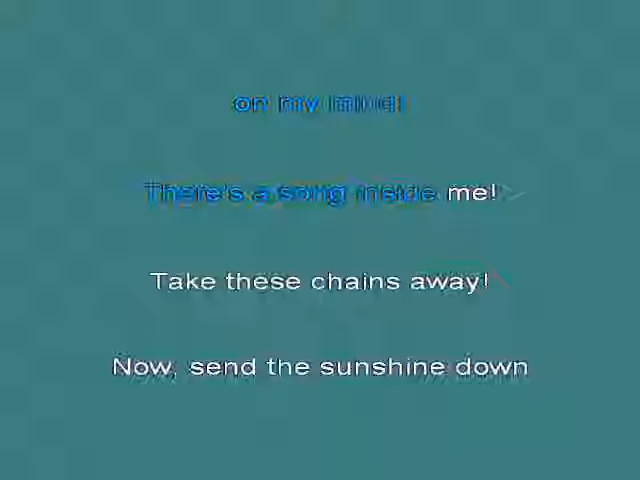 on my mind!
There's a song inside me!
Take these chains away!
Now, send the sunshine down